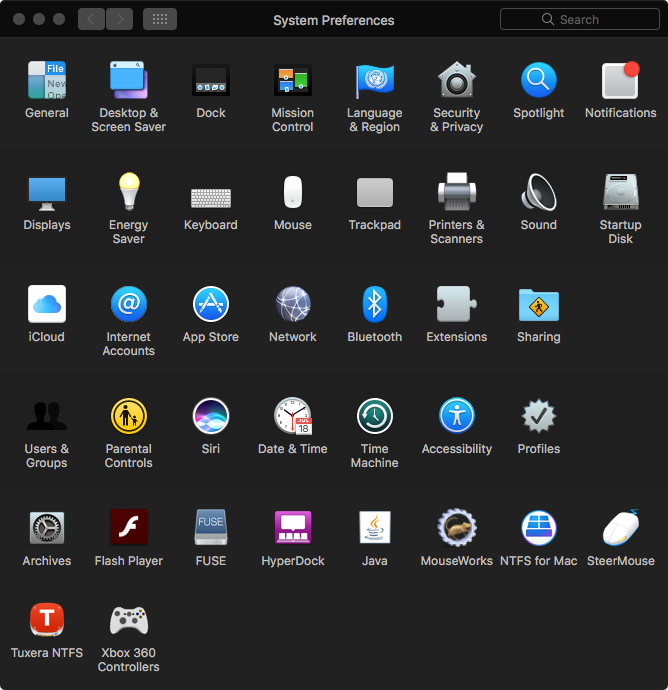 System Preferences
Search
File
New
Ope
General
Desktop &
Screen Saver
Dock
Mission
Control
Language
& Region
Security
& Privacy
Spotlight
Notifications
Displays
Energy
Saver
Keyboard
Mouse
Trackpad
Printers &
Scanners
Sound
Startup
Disk
iCloud
@
Internet
Accounts
App Store
Network
Bluetooth
Extensions
Sharing
Users &
Groups
Parental
Controls
Siri
JUL
18
Date & Time
Time
Machine
Accessibility
Profiles
Archives
Flash Player
FUSE
FUSE
HyperDock
Java
Java
MouseWorks
NTFS for Mac
SteerMouse
T
Tuxera NTFS
Xbox 360
Controllers